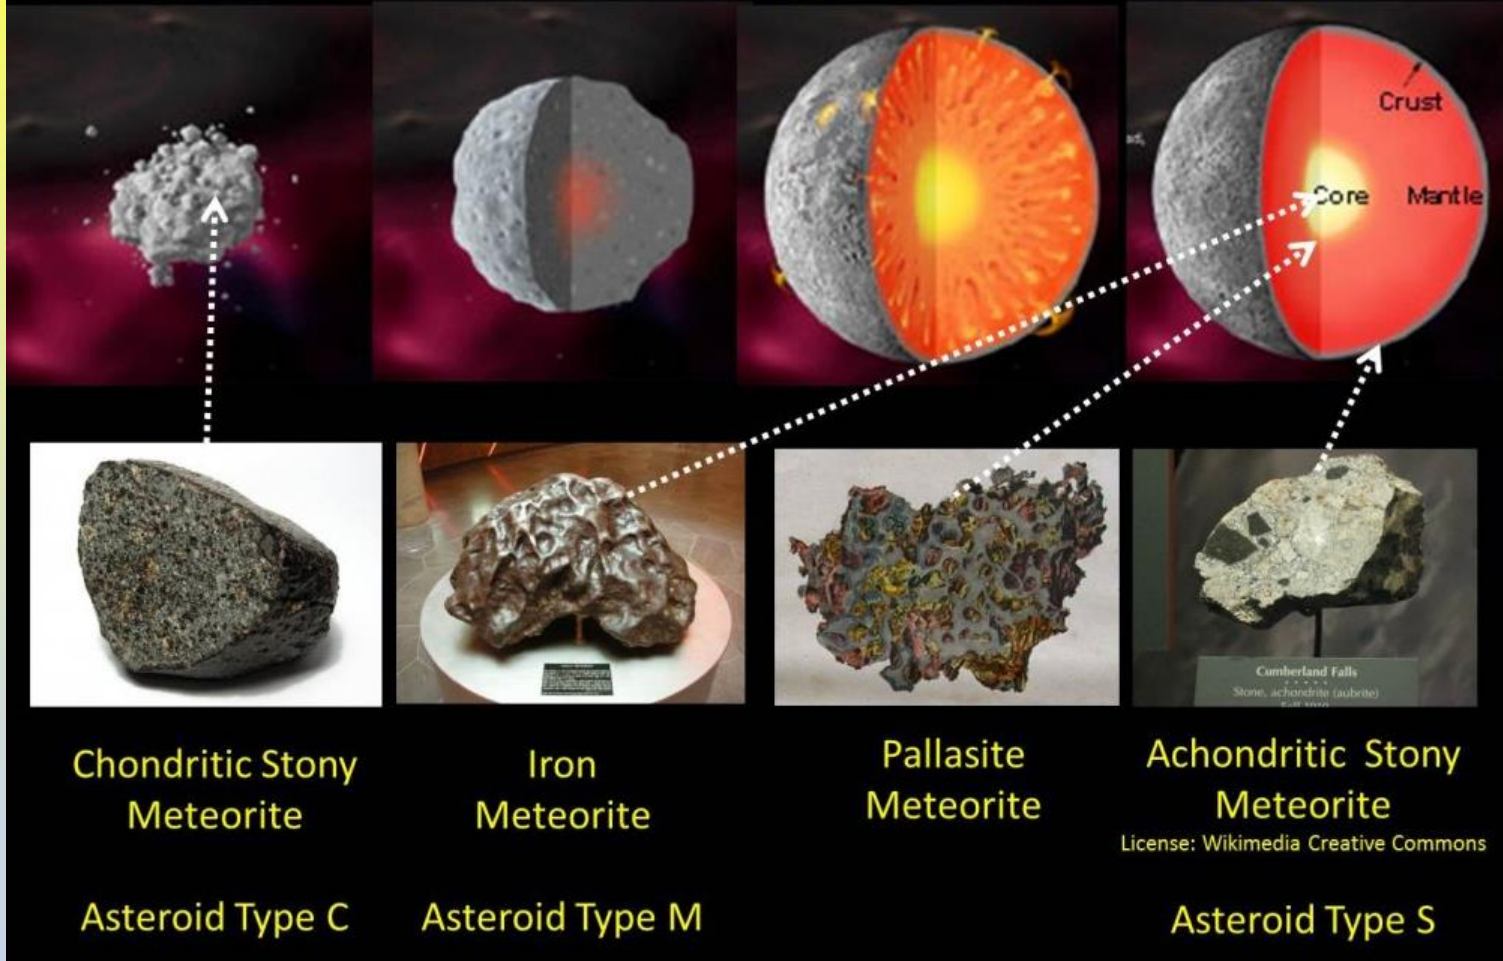 Crust
Core
Mantle
Cumberland Falls
Stone, achondrite (aubrite)
Chondritic Stony
Meteorite
Iron
Meteorite
Pallasite
Meteorite
Achondritic Stony
Meteorite
License: Wikimedia Creative Commons
Asteroid Type C
Asteroid Type M
Asteroid Type S